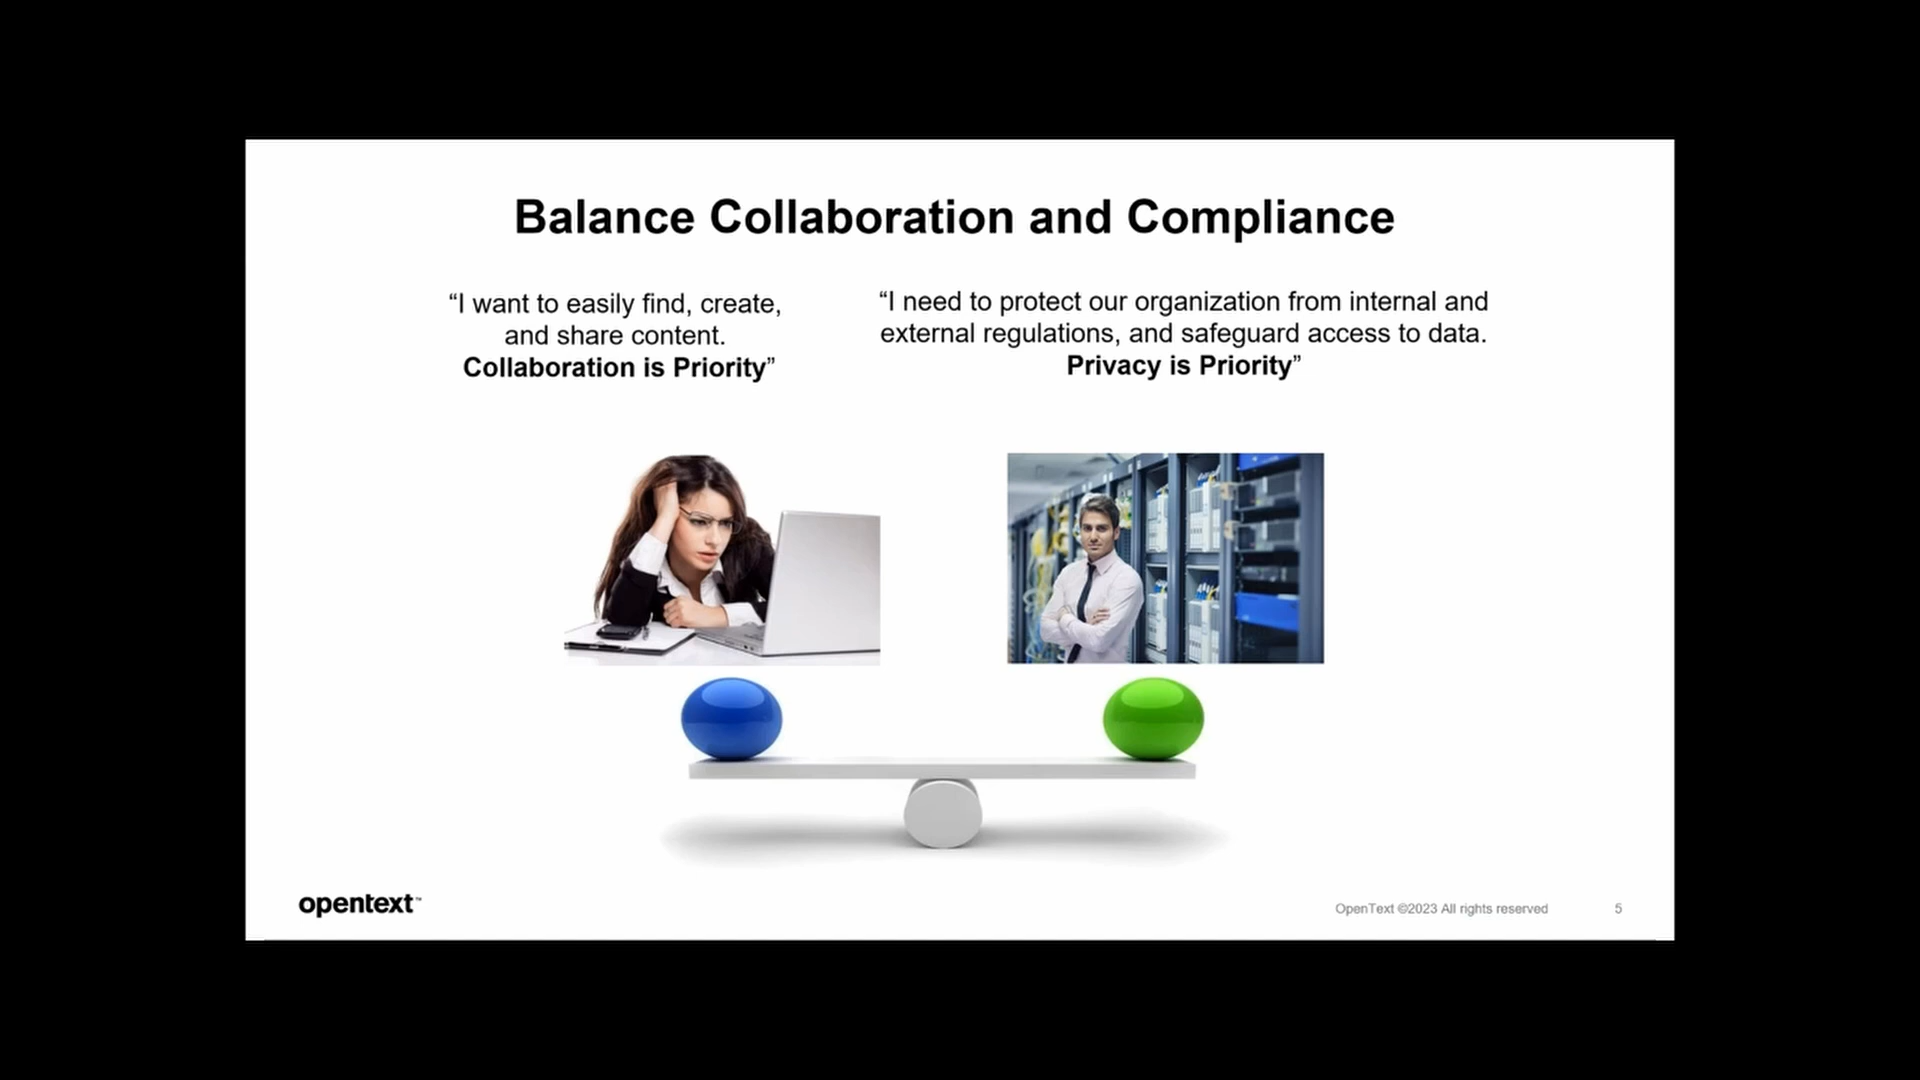 Balance Collaboration and Compliance
“I want to easily find, create,
and share content.
Collaboration is Priority”
“I need to protect our organization from internal and
external regulations, and safeguard access to data.
Privacy is Priority”
opentext™
OpenText ©2023 All rights reserved
5